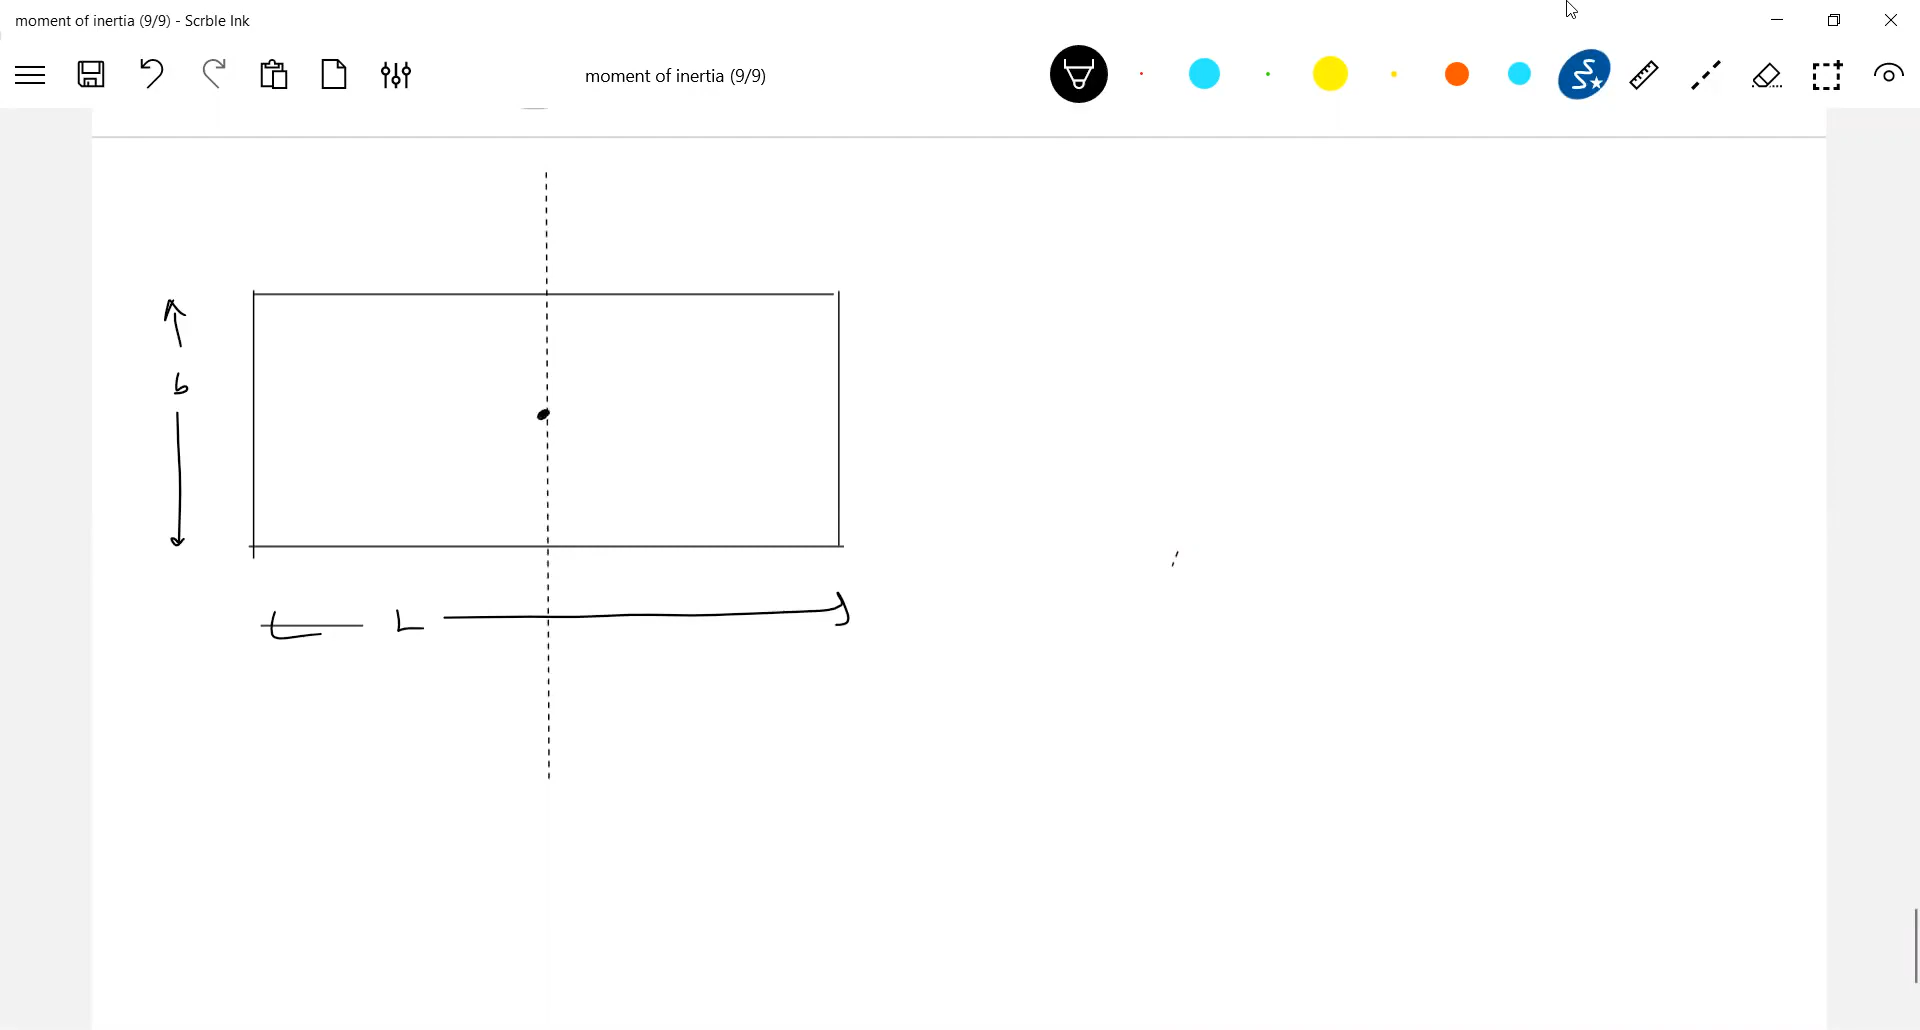 moment of inertia (9/9) - Scrble Ink
moment of inertia (9/9)
b
L